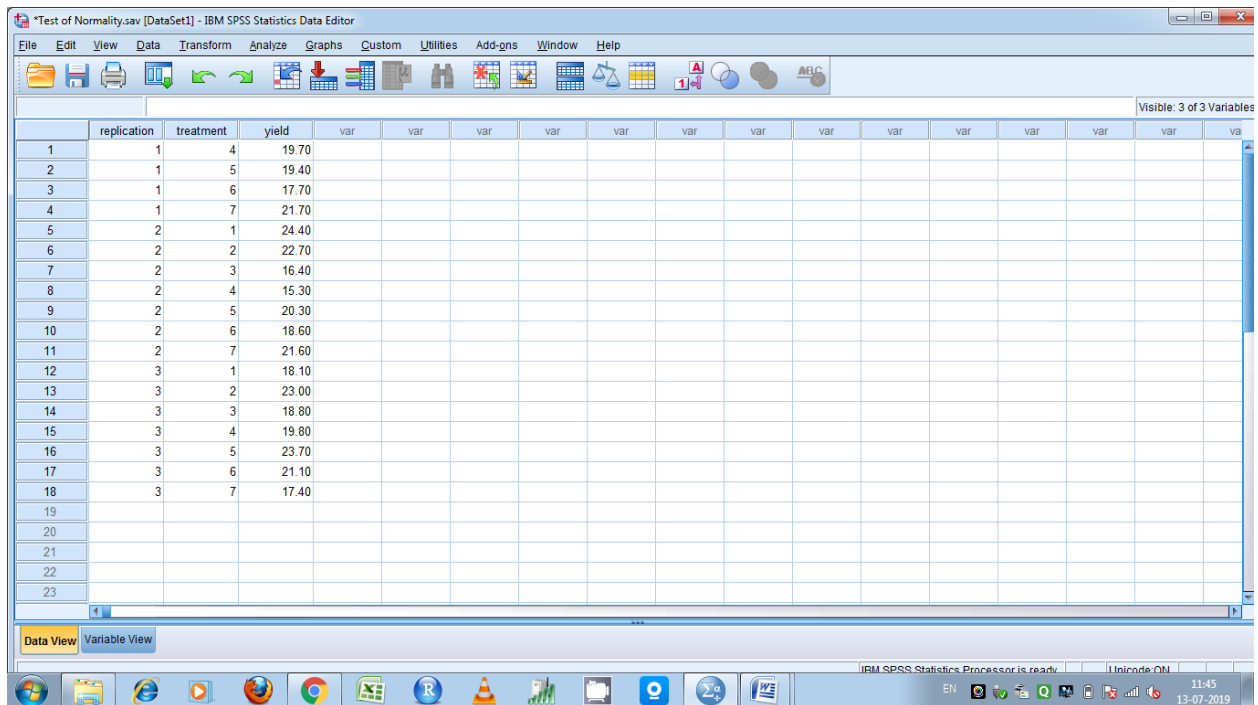 *Test of Normality.sav [DataSet1] - IBM SPSS Statistics Data Editor
File Edit View Data Transform Analyze Graphs Custom Utilities Add-ons Window Help
Visible: 3 of 3 Variables
replication treatment yield var var var var var var var var var var var var var va
1 1 4 19.70
2 1 5 19.40
3 1 6 17.70
4 1 7 21.70
5 2 1 24.40
6 2 2 22.70
7 2 3 16.40
8 2 4 15.30
9 2 5 20.30
10 2 6 18.60
11 2 7 21.60
12 3 1 18.10
13 3 2 23.00
14 3 3 18.80
15 3 4 19.80
16 3 5 23.70
17 3 6 21.10
18 3 7 17.40
19
20
21
22
23
Data View Variable View
IBM SPSS Statistics Processor is ready Unicode:ON
EN 11:45
13-07-2019